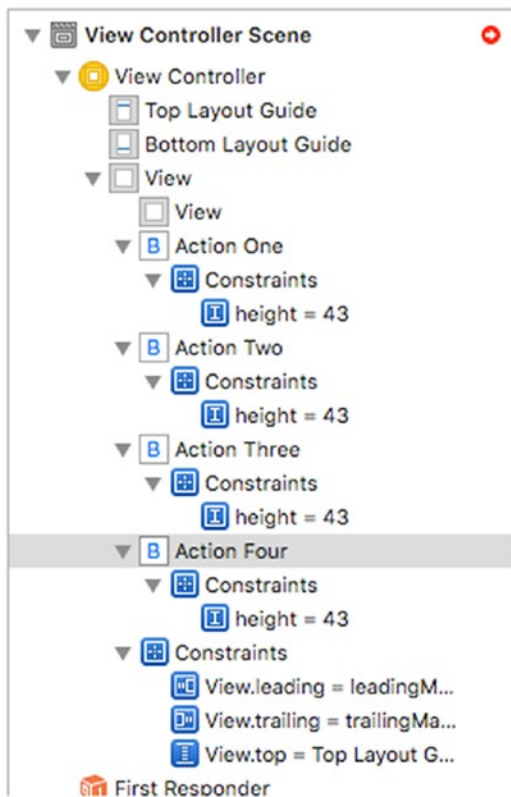 View Controller Scene
View Controller
Top Layout Guide
Bottom Layout Guide
View
View
B Action One
Constraints
height = 43
B Action Two
Constraints
height = 43
B Action Three
Constraints
height = 43
B Action Four
Constraints
height = 43
Constraints
View.leading = leadingM...
View.trailing = trailingMa...
View.top = Top Layout G...
First Responder